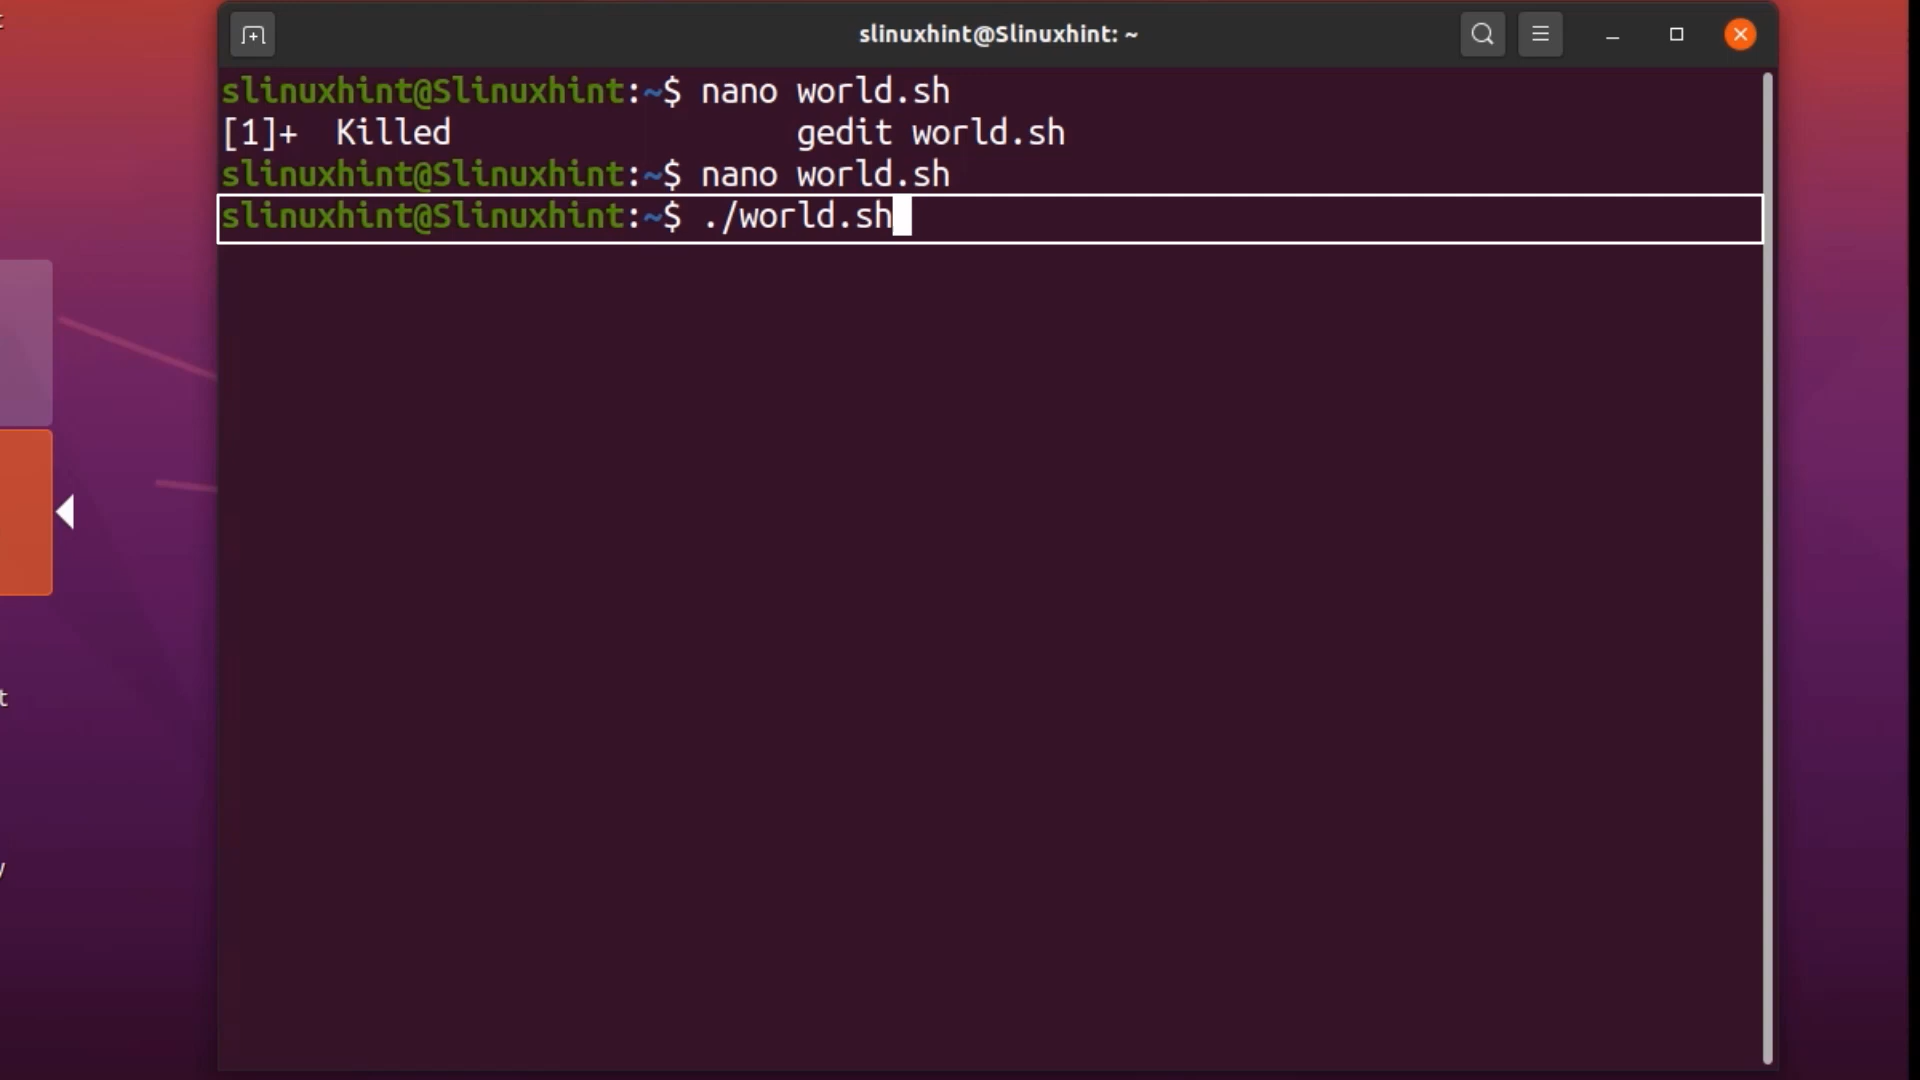 slinuxhint@Slinuxhint: ~
slinuxhint@Slinuxhint:~$ nano world.sh
[1]+  Killed                  gedit world.sh
slinuxhint@Slinuxhint:~$ nano world.sh
slinuxhint@Slinuxhint:~$ ./world.sh
t
y